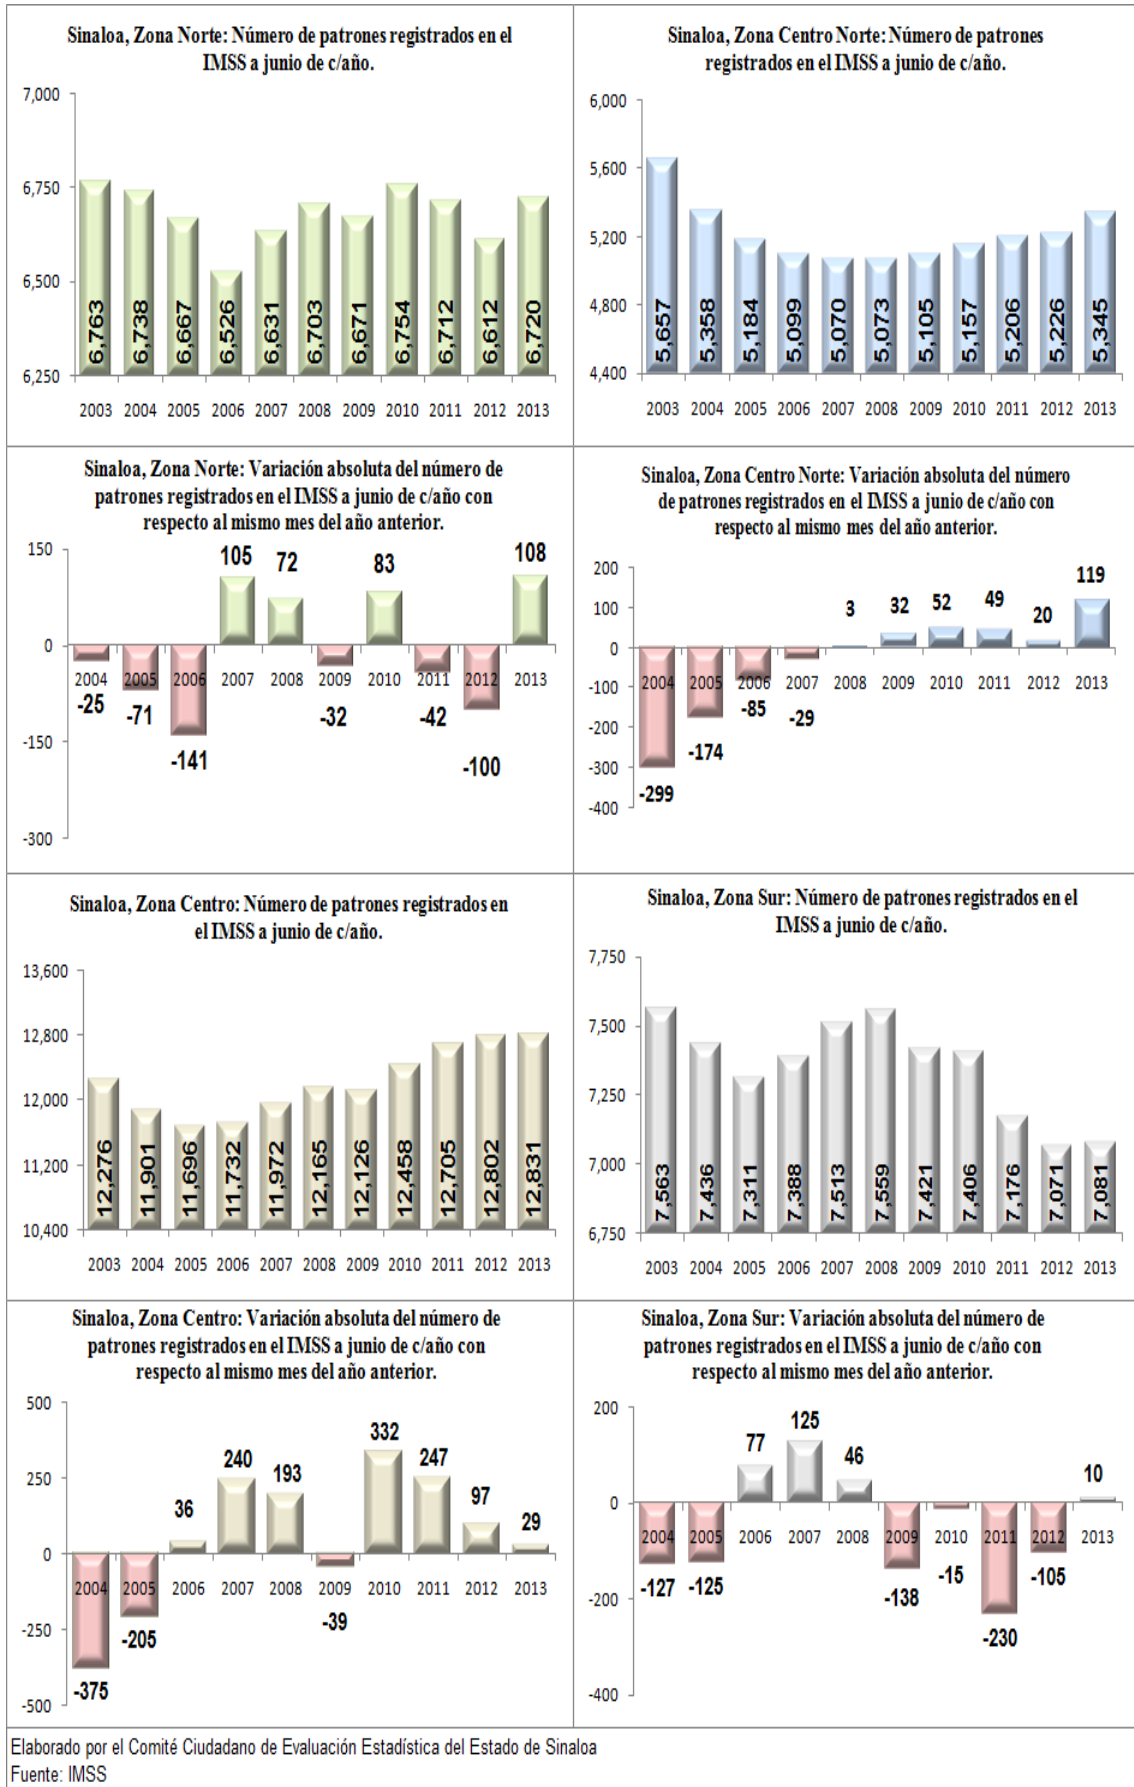 Sinaloa, Zona Norte: Número de patrones registrados en el
IMSS a junio de c/año.
7,000
6,750
6,500
6,250
6,763
6,738
6,667
6,526
6,631
6,703
6,671
6,754
6,712
6,612
6,720
2003 2004 2005 2006 2007 2008 2009 2010 2011 2012 2013
Sinaloa, Zona Centro Norte: Número de patrones
registrados en el IMSS a junio de c/año.
6,000
5,600
5,200
4,800
4,400
5,657
5,358
5,184
5,099
5,070
5,073
5,105
5,157
5,206
5,226
5,345
2003 2004 2005 2006 2007 2008 2009 2010 2011 2012 2013
Sinaloa, Zona Norte: Variación absoluta del número de
patrones registrados en el IMSS a junio de c/año con
respecto al mismo mes del año anterior.
150
0
-150
-300
105 72 83 108
2004 2005 2006 2007 2008 2009 2010 2011 2012 2013
-25 -71 -141 -32 -42 -100
Sinaloa, Zona Centro Norte: Variación absoluta del número
de patrones registrados en el IMSS a junio de c/año con
respecto al mismo mes del año anterior.
200
100
0
-100
-200
-300
-400
3 32 52 49 20 119
2004 2005 2006 2007 2008 2009 2010 2011 2012 2013
-299 -174 -85 -29
Sinaloa, Zona Centro: Número de patrones registrados en
el IMSS a junio de c/año.
13,600
12,800
12,000
11,200
10,400
12,276
11,901
11,696
11,732
11,972
12,165
12,126
12,458
12,705
12,802
12,831
2003 2004 2005 2006 2007 2008 2009 2010 2011 2012 2013
Sinaloa, Zona Sur: Número de patrones registrados en el
IMSS a junio de c/año.
7,750
7,500
7,250
7,000
6,750
7,563
7,436
7,311
7,388
7,513
7,559
7,421
7,406
7,176
7,071
7,081
2003 2004 2005 2006 2007 2008 2009 2010 2011 2012 2013
Sinaloa, Zona Centro: Variación absoluta del número de
patrones registrados en el IMSS a junio de c/año con
respecto al mismo mes del año anterior.
500
250
0
-250
-500
36 240 193 332 247 97 29
2004 2005 2006 2007 2008 2009 2010 2011 2012 2013
-375 -205 -39
Sinaloa, Zona Sur: Variación absoluta del número de
patrones registrados en el IMSS a junio de c/año con
respecto al mismo mes del año anterior.
200
0
-200
-400
77 125 46 10
2004 2005 2006 2007 2008 2009 2010 2011 2012 2013
-127 -125 -138 -15 -230 -105
Elaborado por el Comité Ciudadano de Evaluación Estadística del Estado de Sinaloa
Fuente: IMSS